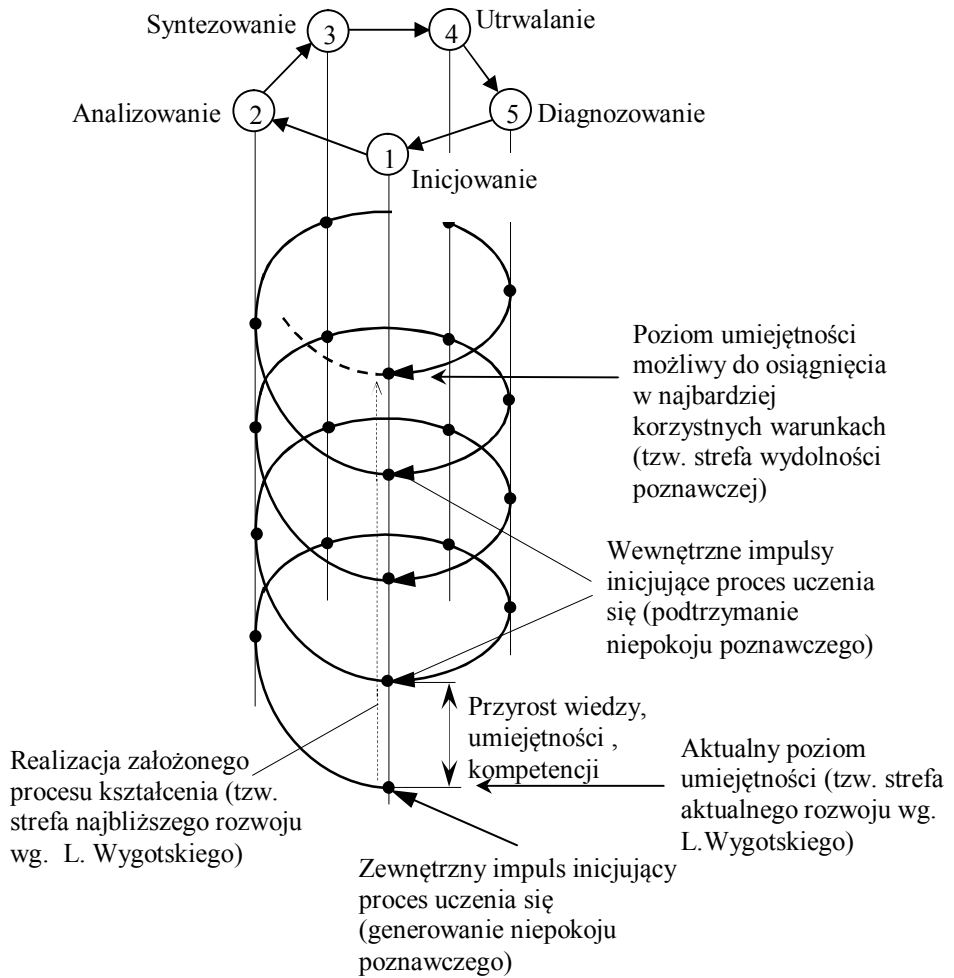 Syntezowanie
3
4
Utrwalanie
Analizowanie
2
5
Diagnozowanie
1
Inicjowanie
Poziom umiejętności
możliwy do osiągnięcia
w najbardziej
korzystnych warunkach
(tzw. strefa wydolności
poznawczej)
Wewnętrzne impulsy
inicjujące proces uczenia
się (podtrzymanie
niepokoju poznawczego)
Przyrost wiedzy,
umiejętności ,
kompetencji
Realizacja założonego
procesu kształcenia (tzw.
strefa najbliższego rozwoju
wg.  L. Wygotskiego)
Aktualny poziom
umiejętności (tzw. strefa
aktualnego rozwoju wg.
L.Wygotskiego)
Zewnętrzny impuls inicjujący
proces uczenia się
(generowanie niepokoju
poznawczego)